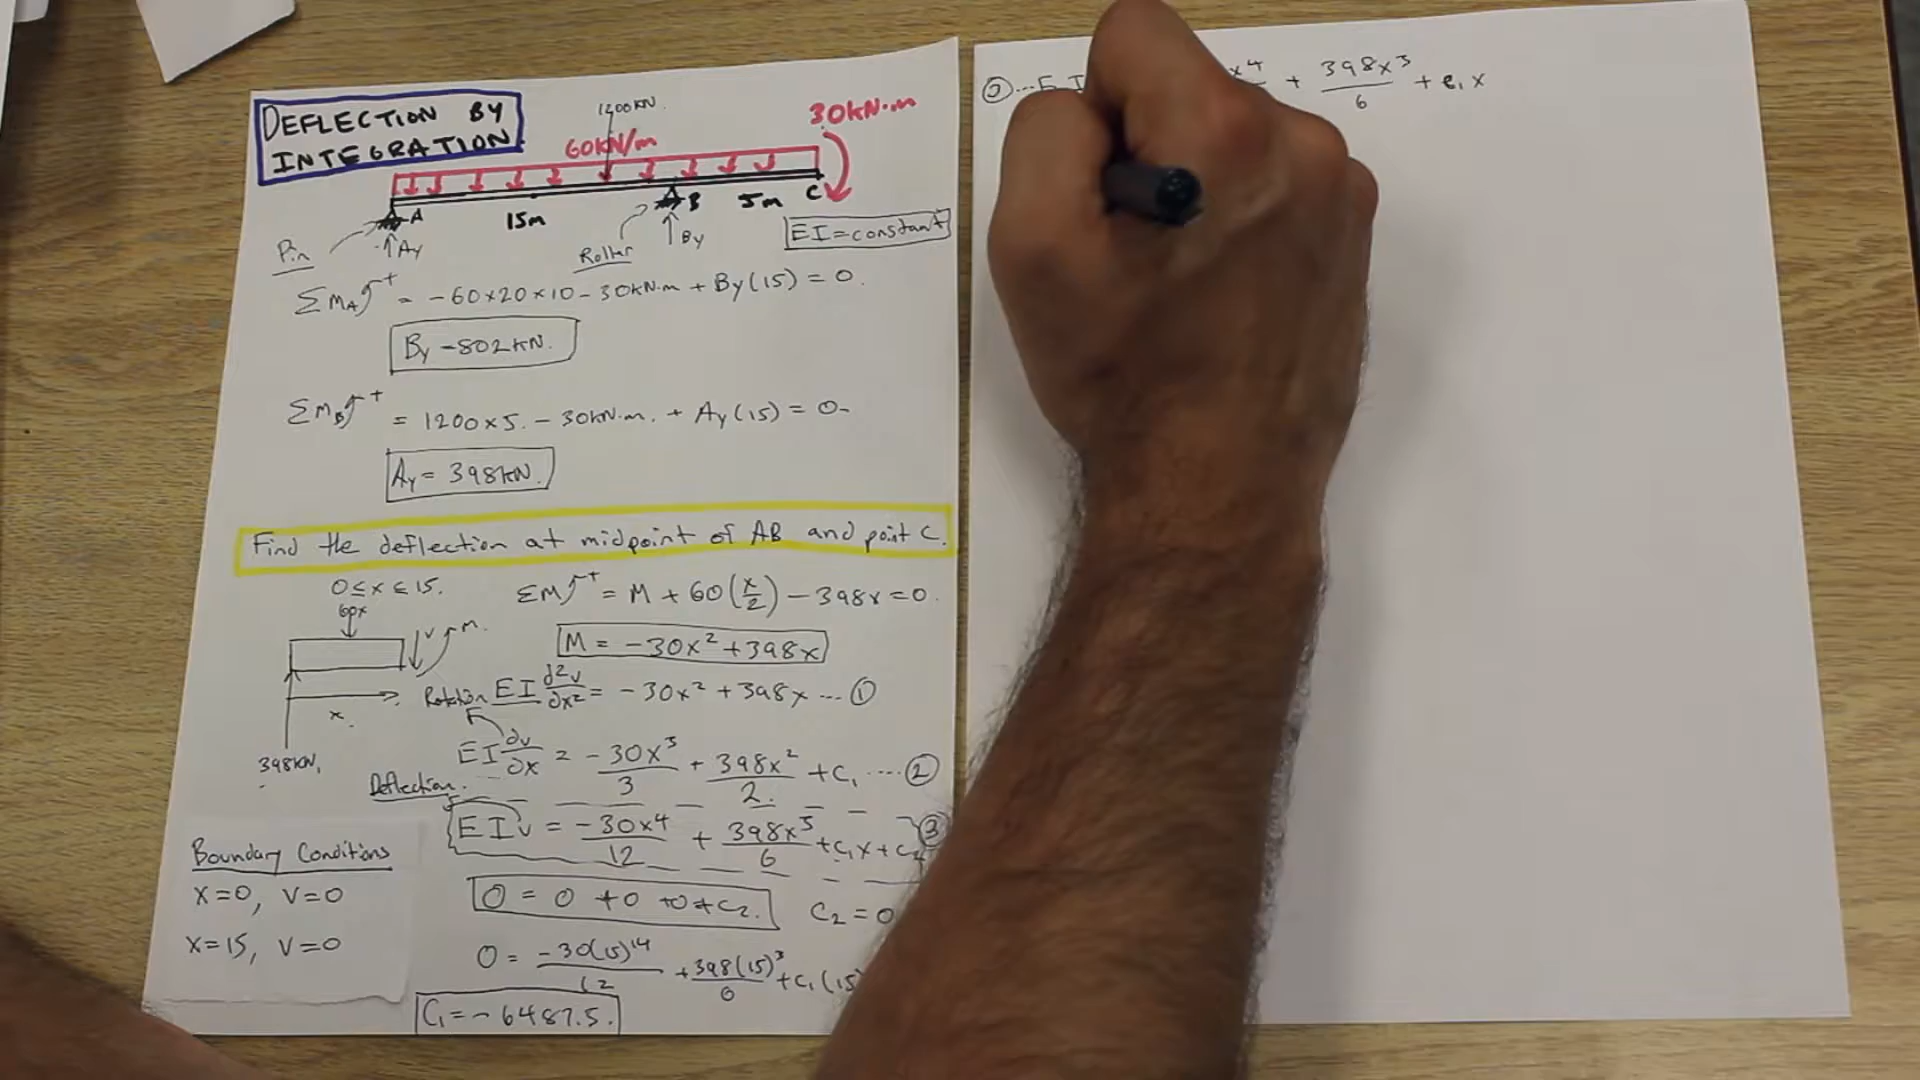 DEFLECTION BY
INTEGRATION
1200KN.
60KN/m
30KN·m
A
15m
B
5m
C
EI=constant
Pin
Ay
Roller
By
ΣMA + = -60×20×10 - 30KN·m + By(15) = 0.
By = 802KN.
ΣMB + = 1200×5. - 30KN·m. + Ay(15) = 0-
Ay = 398KN.
Find the deflection at midpoint of AB and point C.
0≤x≤15.
60x
V
M.
x.
398KN,
ΣM + = M + 60(x/2) - 398x = 0.
M = -30x² + 398x
Rotation EI d²v/dx² = -30x² + 398x ... ①
EI dv/dx = -30x³/3 + 398x²/2. + C₁ .... ②
Deflection.
EIv = -30x4/12 + 398x3/6 + C₁x + C₂ ③
0 = 0 + 0 + 0 + C₂. C₂ = 0
0 = -30(15)^14/12 + 398(15)³/6 + C₁(15
C₁ = -6487.5.
Boundary Conditions
x=0, v=0
x=15, v=0
...EI x4 + 398x3/6 + C₁x